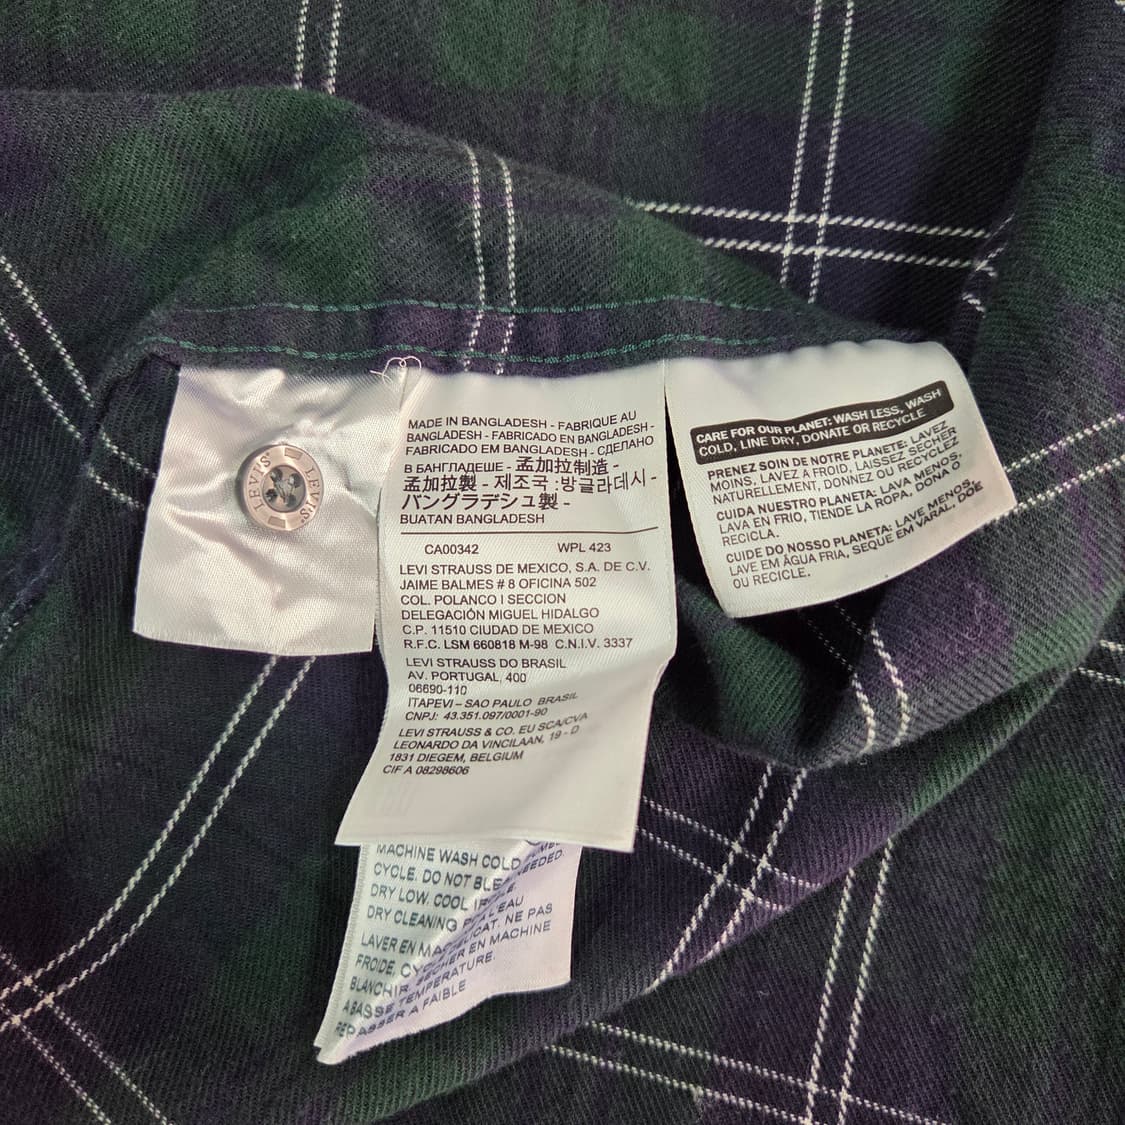 LEVI'S® LEVI'S®
MADE IN BANGLADESH - FABRIQUE AU
BANGLADESH - FABRICADO EN BANGLADESH -
FABRICADO EM BANGLADESH - СДЕЛАНО
В БАНГЛАДЕШЕ - 孟加拉制造 -
孟加拉製 - 제조국 :방글라데시 -
バングラデシュ製 -
BUATAN BANGLADESH
CA00342 WPL 423
LEVI STRAUSS DE MEXICO, S.A. DE C.V.
JAIME BALMES # 8 OFICINA 502
COL. POLANCO I SECCION
DELEGACIÓN MIGUEL HIDALGO
C.P. 11510 CIUDAD DE MEXICO
R.F.C. LSM 660818 M-98 C.N.I.V. 3337
LEVI STRAUSS DO BRASIL
AV. PORTUGAL, 400
06690-110
ITAPEVI – SAO PAULO BRASIL
CNPJ: 43.351.097/0001-90
LEVI STRAUSS & CO. EU SCA/CVA
LEONARDO DA VINCILAAN, 19 - D
1831 DIEGEM, BELGIUM
CIF A 08298606
CARE FOR OUR PLANET: WASH LESS, WASH
COLD, LINE DRY, DONATE OR RECYCLE
PRENEZ SOIN DE NOTRE PLANETE: LAVEZ
MOINS, LAVEZ A FROID, LAISSEZ SECHER
NATURELLEMENT, DONNEZ OU RECYCLEZ
CUIDA NUESTRO PLANETA: LAVA MENOS,
LAVA EN FRIO, TIENDE LA ROPA, DONA O
RECICLA.
CUIDE DO NOSSO PLANETA: LAVE MENOS,
LAVE EM ÁGUA FRIA, SEQUE EM VARAL, DOE
OU RECICLE.
MACHINE WASH COLD
CYCLE. DO NOT NEEDED.
DRY LOW. COOL
DRY CLEANING
L'EAU
LAVER EN NE PAS
FROIDE, SECHER EN MACHINE
BLANCHIR.
A BASSE TEMPERATURE.
REPASSER A FAIBLE